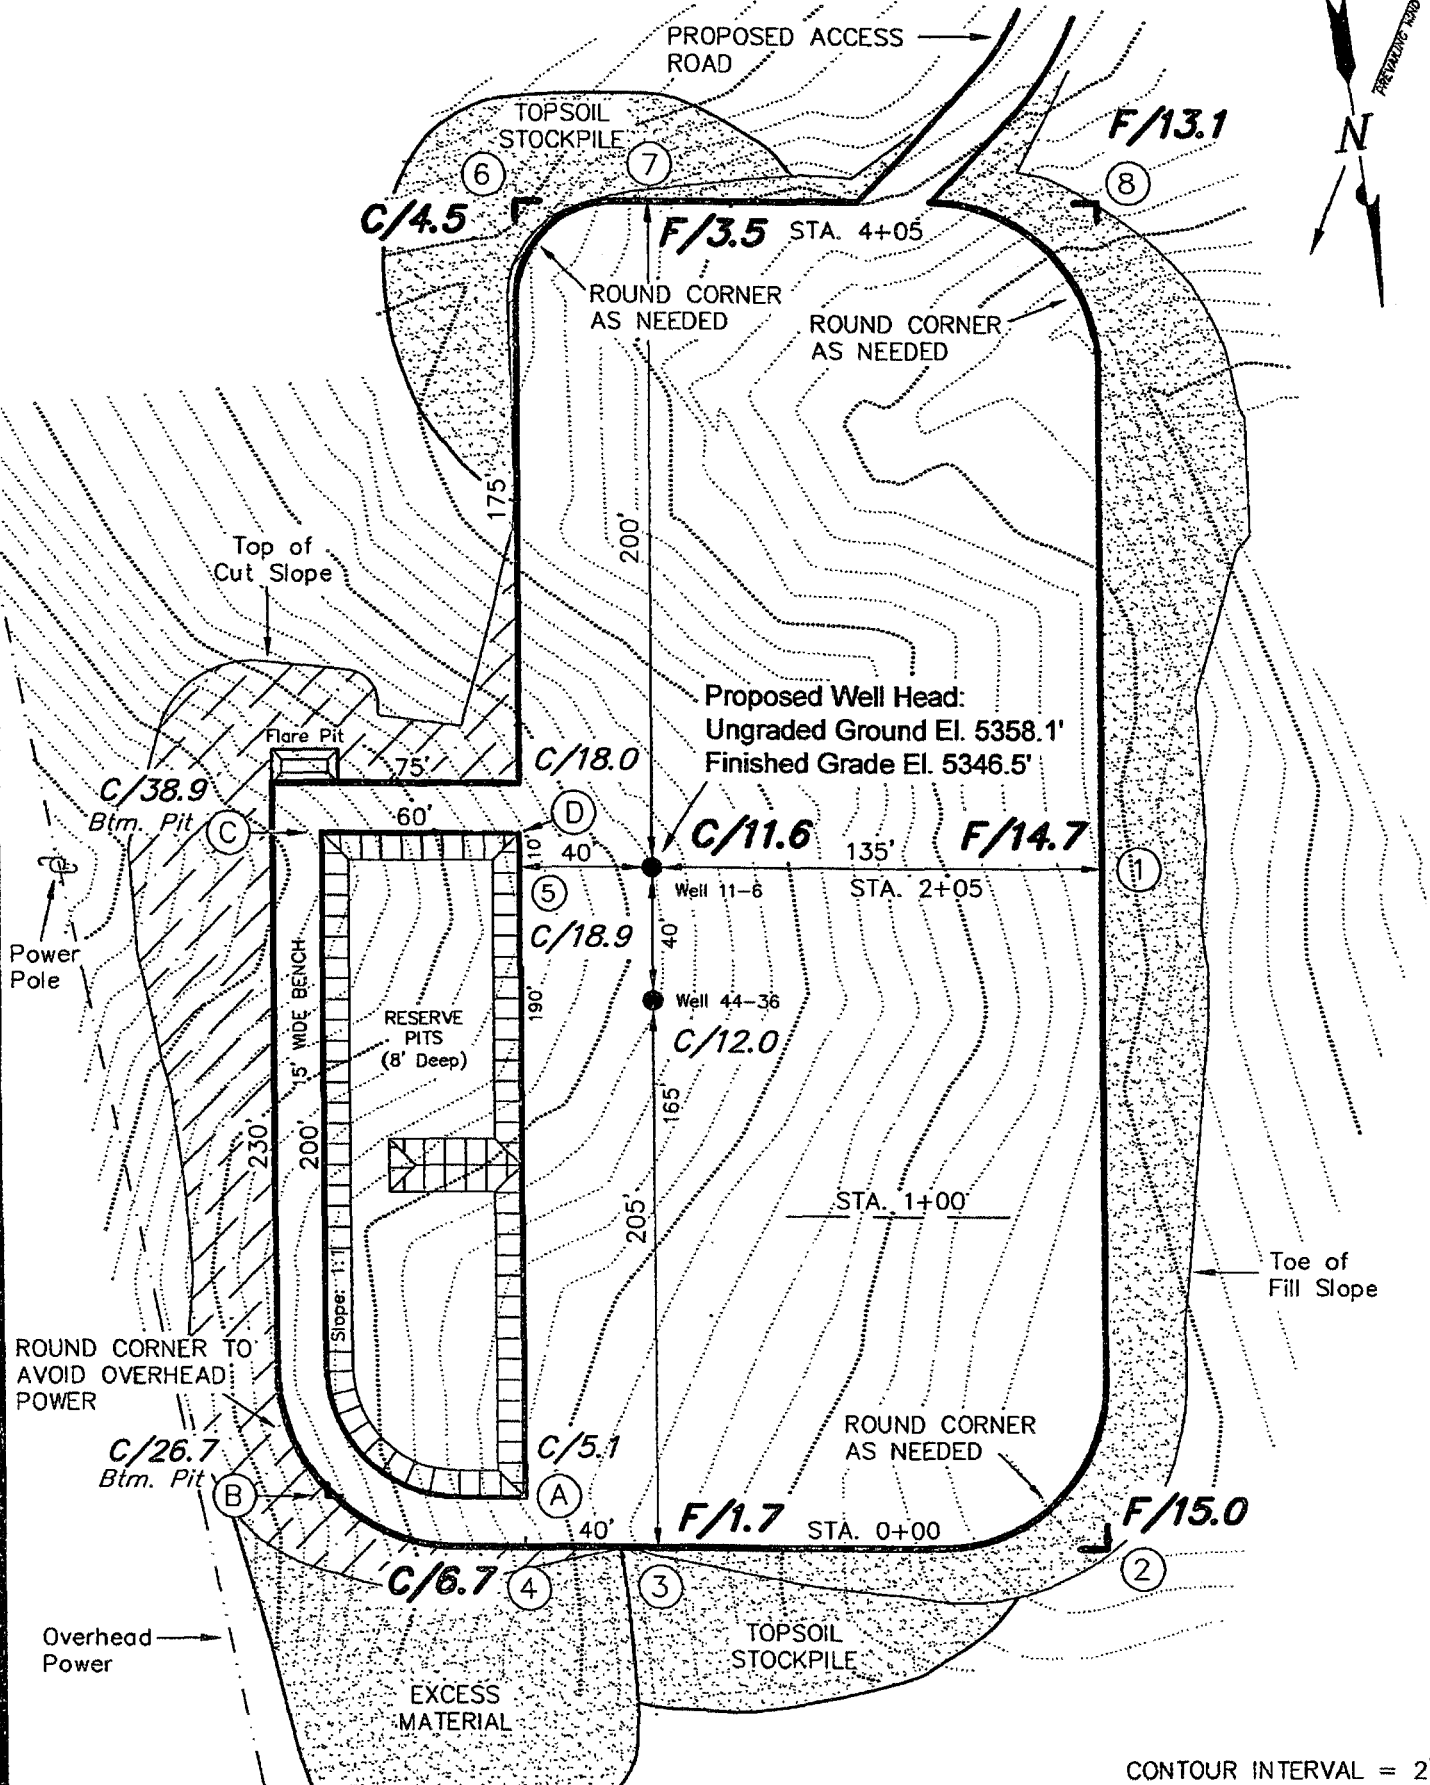 PROPOSED ACCESS
ROAD
PREVAILING WIND
N
TOPSOIL
STOCKPILE
F/13.1
6
7
8
C/4.5
F/3.5
STA. 4+05
ROUND CORNER
AS NEEDED
ROUND CORNER
AS NEEDED
175'
200'
Top of
Cut Slope
Proposed Well Head:
Ungraded Ground El. 5358.1'
Finished Grade El. 5346.5'
Flare Pit
75'
C/18.0
C/38.9
Btm. Pit
C
60'
D
10'
40'
C/11.6
135'
F/14.7
1
5
Well 11-6
STA. 2+05
C/18.9
40'
Power
Pole
15' WIDE BENCH
190'
Well 44-36
RESERVE
PITS
(8' Deep)
C/12.0
165'
230'
200'
205'
STA. 1+00
Slope: 1:1
Toe of
Fill Slope
ROUND CORNER TO
AVOID OVERHEAD
POWER
C/26.7
Btm. Pit
B
C/5.1
A
ROUND CORNER
AS NEEDED
40'
F/1.7
STA. 0+00
F/15.0
2
C/6.7
4
3
Overhead
Power
TOPSOIL
STOCKPILE
EXCESS
MATERIAL
CONTOUR INTERVAL = 2'